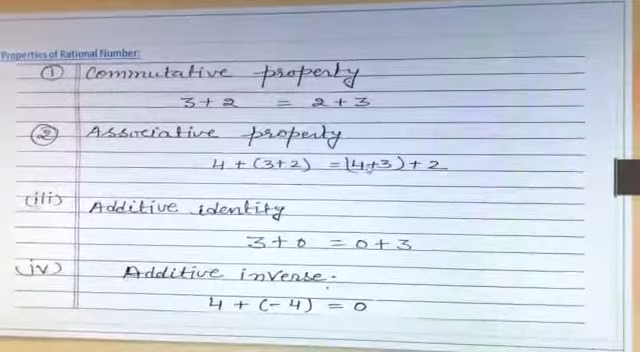 Properties of Rational Number:
① Commutative property
3+2 = 2+3
② Associative property
4+(3+2) = (4+3)+2
(iii) Additive identity
3+0 = 0+3
(iv) Additive inverse.
4+(-4) = 0